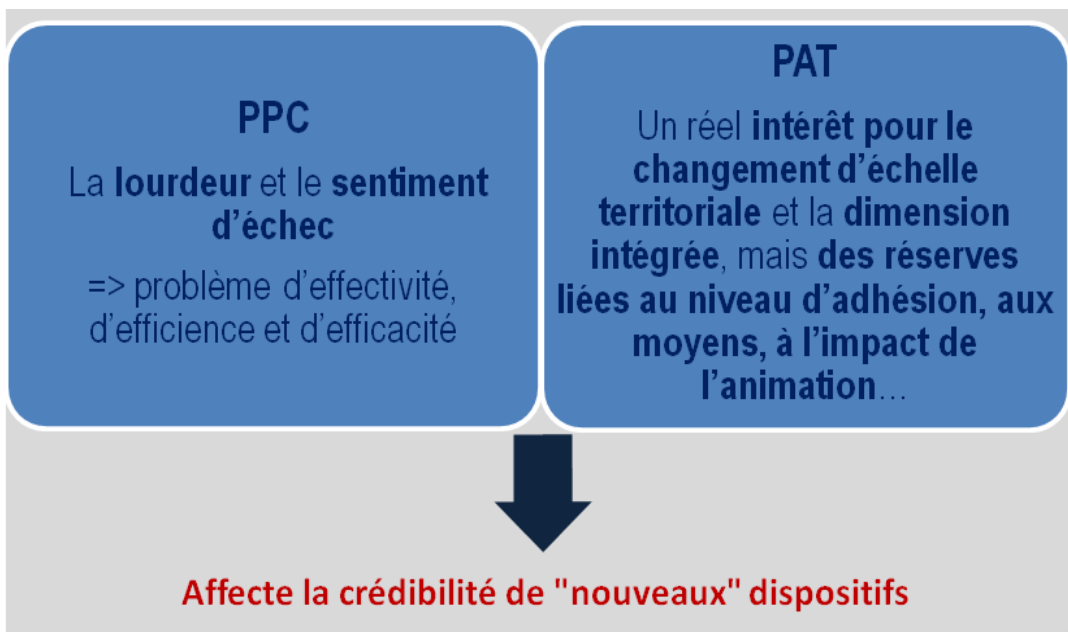 PPC
La lourdeur et le sentiment
d’échec
=> problème d’effectivité,
d’efficience et d’efficacité
PAT
Un réel intérêt pour le
changement d’échelle
territoriale et la dimension
intégrée, mais des réserves
liées au niveau d’adhésion, aux
moyens, à l’impact de
l’animation...
Affecte la crédibilité de "nouveaux" dispositifs